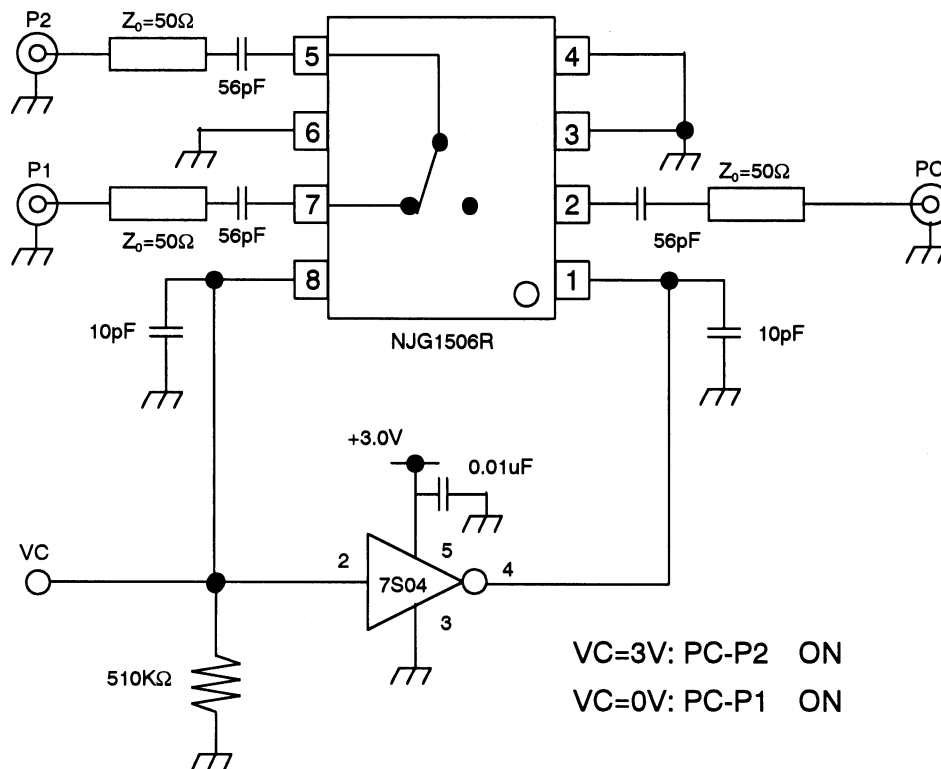 P2
Z₀=50Ω
56pF
5
4
6
3
P1
Z₀=50Ω
56pF
7
2
56pF
Z₀=50Ω
PC
8
1
10pF
10pF
NJG1506R
+3.0V
0.01uF
VC
2
5
7S04
4
3
510KΩ
VC=3V: PC-P2 ON
VC=0V: PC-P1 ON